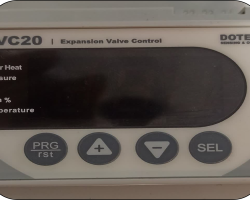 VC20 | Expansion Valve Control DOTE
r Heat
sure
%
perature
PRG
rst
SEL